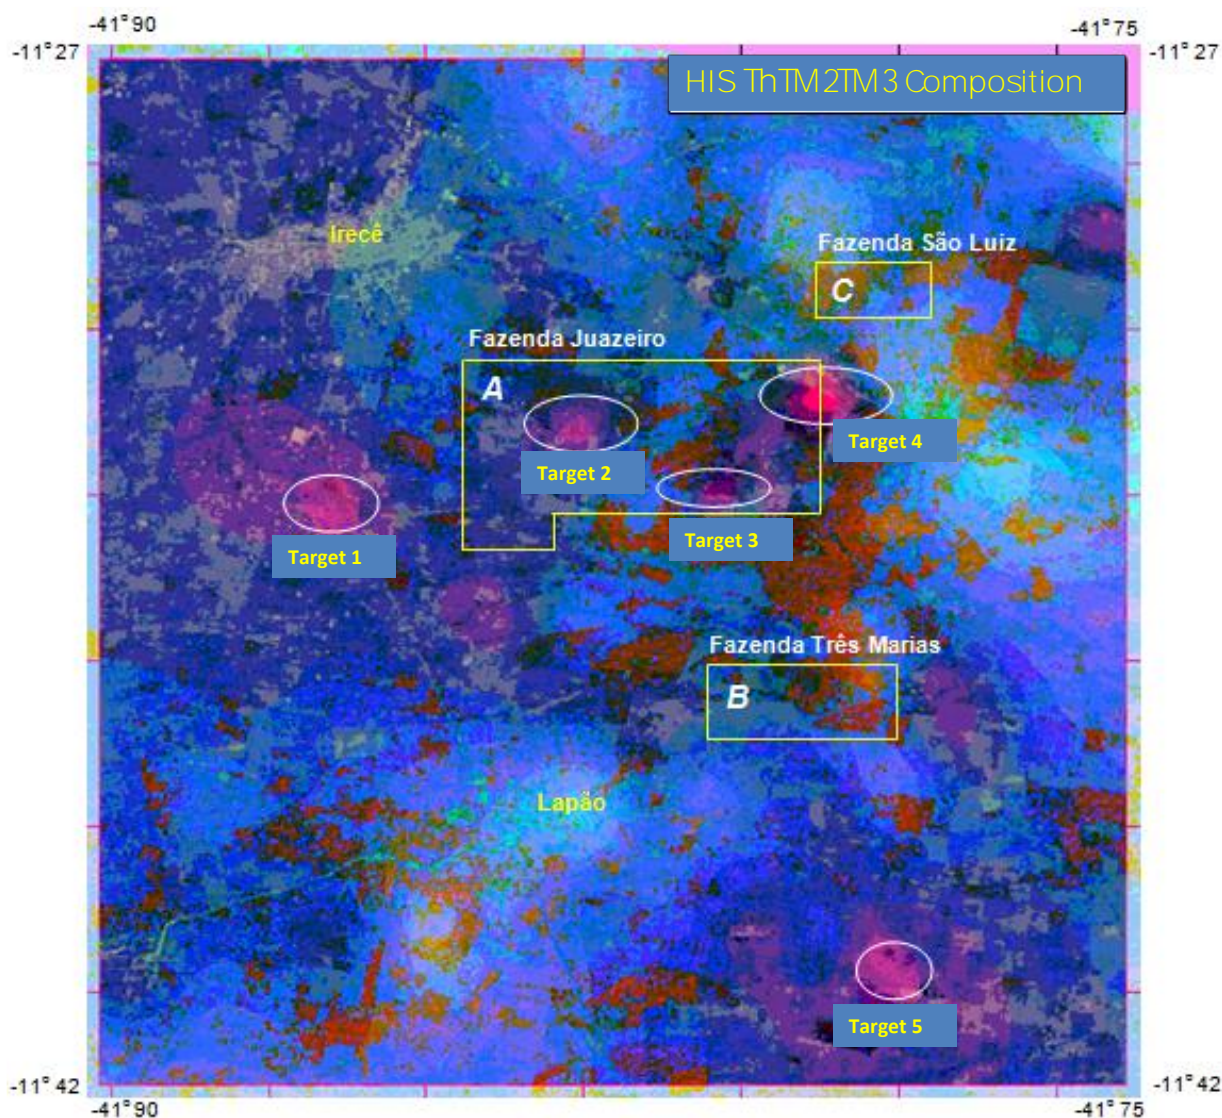 -41° 90
-41° 75
-11° 27
-11° 27
HIS ThTM2TM3 Composition
Irecê
Fazenda São Luiz
C
Fazenda Juazeiro
A
Target 4
Target 2
Target 3
Target 1
Fazenda Três Marias
B
Lapão
Target 5
-11° 42
-11° 42
-41° 90
-41° 75